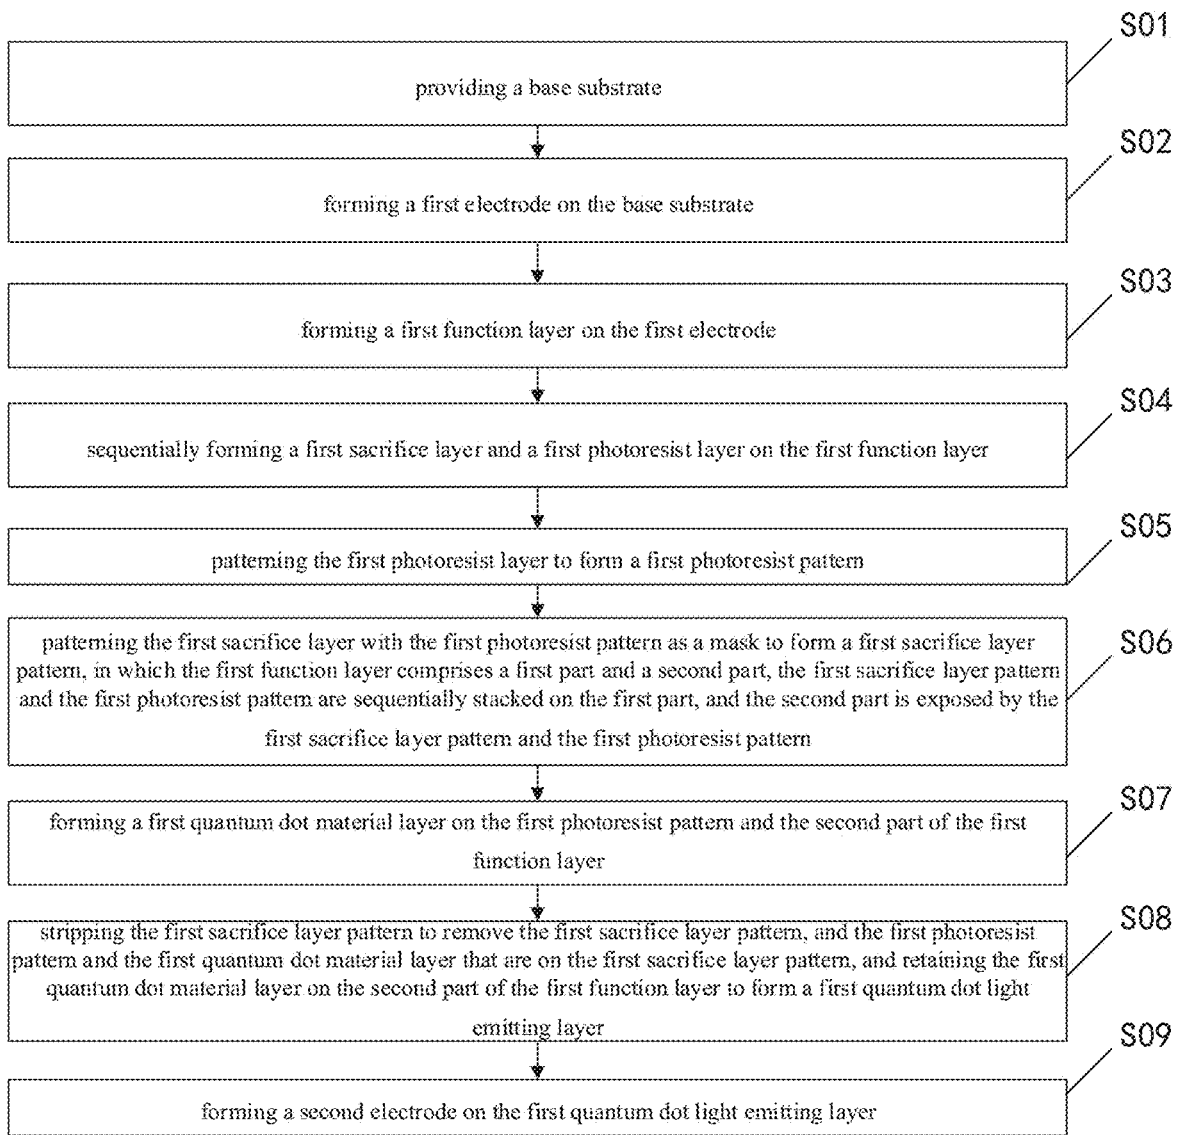 S01
providing a base substrate
S02
forming a first electrode on the base substrate
S03
forming a first function layer on the first electrode
S04
sequentially forming a first sacrifice layer and a first photoresist layer on the first function layer
S05
patterning the first photoresist layer to form a first photoresist pattern
S06
patterning the first sacrifice layer with the first photoresist pattern as a mask to form a first sacrifice layer
pattern, in which the first function layer comprises a first part and a second part, the first sacrifice layer pattern
and the first photoresist pattern are sequentially stacked on the first part, and the second part is exposed by the
first sacrifice layer pattern and the first photoresist pattern
S07
forming a first quantum dot material layer on the first photoresist pattern and the second part of the first
function layer
S08
stripping the first sacrifice layer pattern to remove the first sacrifice layer pattern, and the first photoresist
pattern and the first quantum dot material layer that are on the first sacrifice layer pattern, and retaining the first
quantum dot material layer on the second part of the first function layer to form a first quantum dot light
emitting layer
S09
forming a second electrode on the first quantum dot light emitting layer